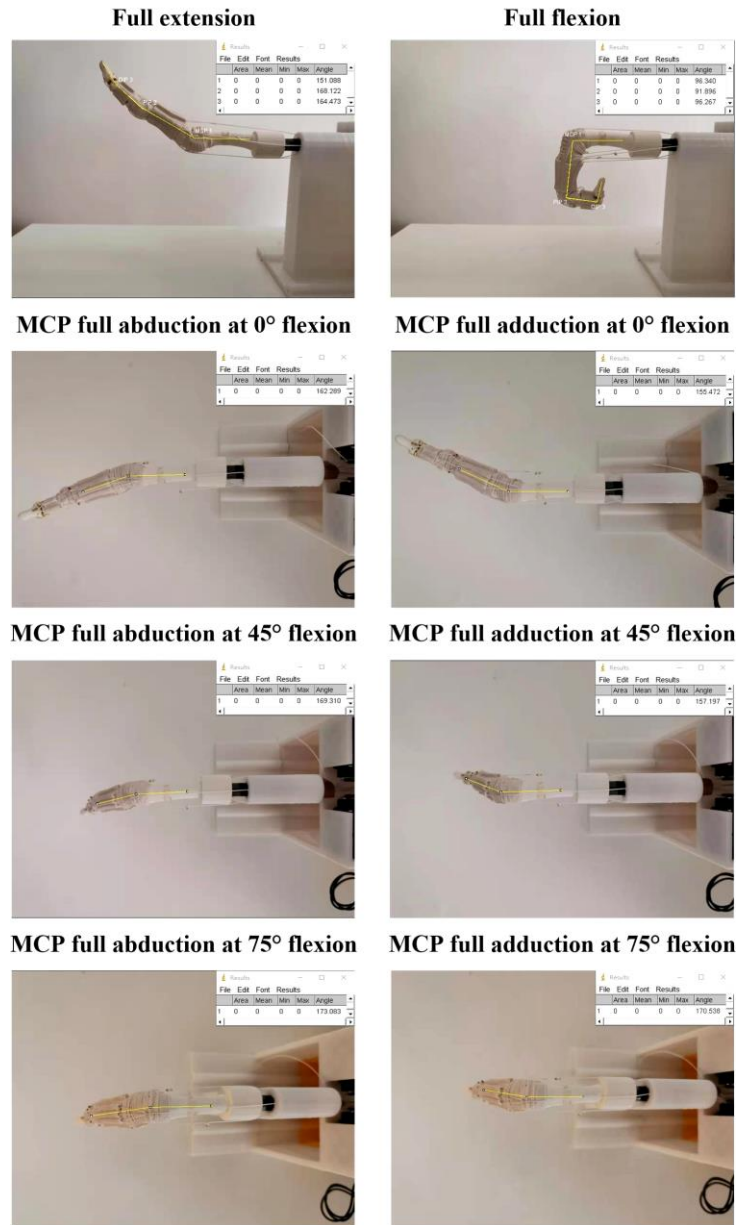 Full extension
Full flexion
Results
File Edit Font Results
Area Mean Min Max Angle
1 0 0 0 0 151.088
2 0 0 0 0 168.122
3 0 0 0 0 164.473
Results
File Edit Font Results
Area Mean Min Max Angle
1 0 0 0 0 96.340
2 0 0 0 0 91.896
3 0 0 0 0 96.267
MCP full abduction at 0° flexion
MCP full adduction at 0° flexion
Results
File Edit Font Results
Area Mean Min Max Angle
1 0 0 0 0 162.289
Results
File Edit Font Results
Area Mean Min Max Angle
1 0 0 0 0 155.472
MCP full abduction at 45° flexion
MCP full adduction at 45° flexion
Results
File Edit Font Results
Area Mean Min Max Angle
1 0 0 0 0 169.310
Results
File Edit Font Results
Area Mean Min Max Angle
1 0 0 0 0 157.197
MCP full abduction at 75° flexion
MCP full adduction at 75° flexion
Results
File Edit Font Results
Area Mean Min Max Angle
1 0 0 0 0 173.083
Results
File Edit Font Results
Area Mean Min Max Angle
1 0 0 0 0 170.538